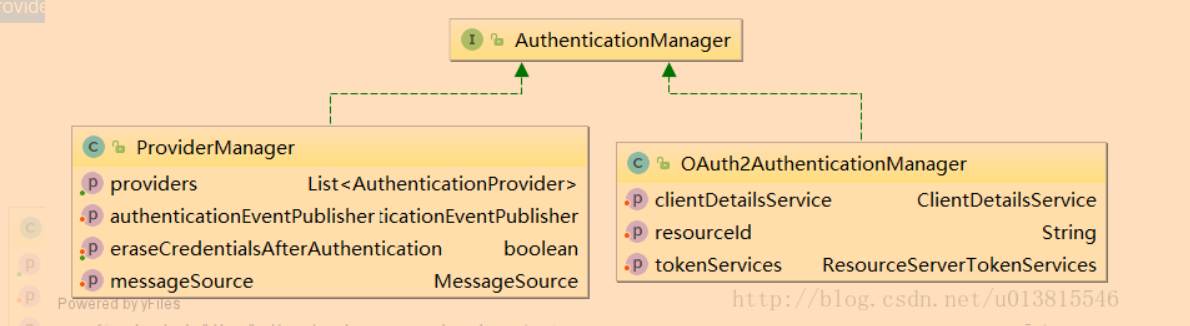 rovide
I AuthenticationManager
C ProviderManager
p providers List<AuthenticationProvider>
p authenticationEventPublisher ticationEventPublisher
p eraseCredentialsAfterAuthentication boolean
p messageSource MessageSource
C OAuth2AuthenticationManager
p clientDetailsService ClientDetailsService
p resourceId String
p tokenServices ResourceServerTokenServices
C
p
p
Powered by yFiles
http://blog.csdn.net/u013815546